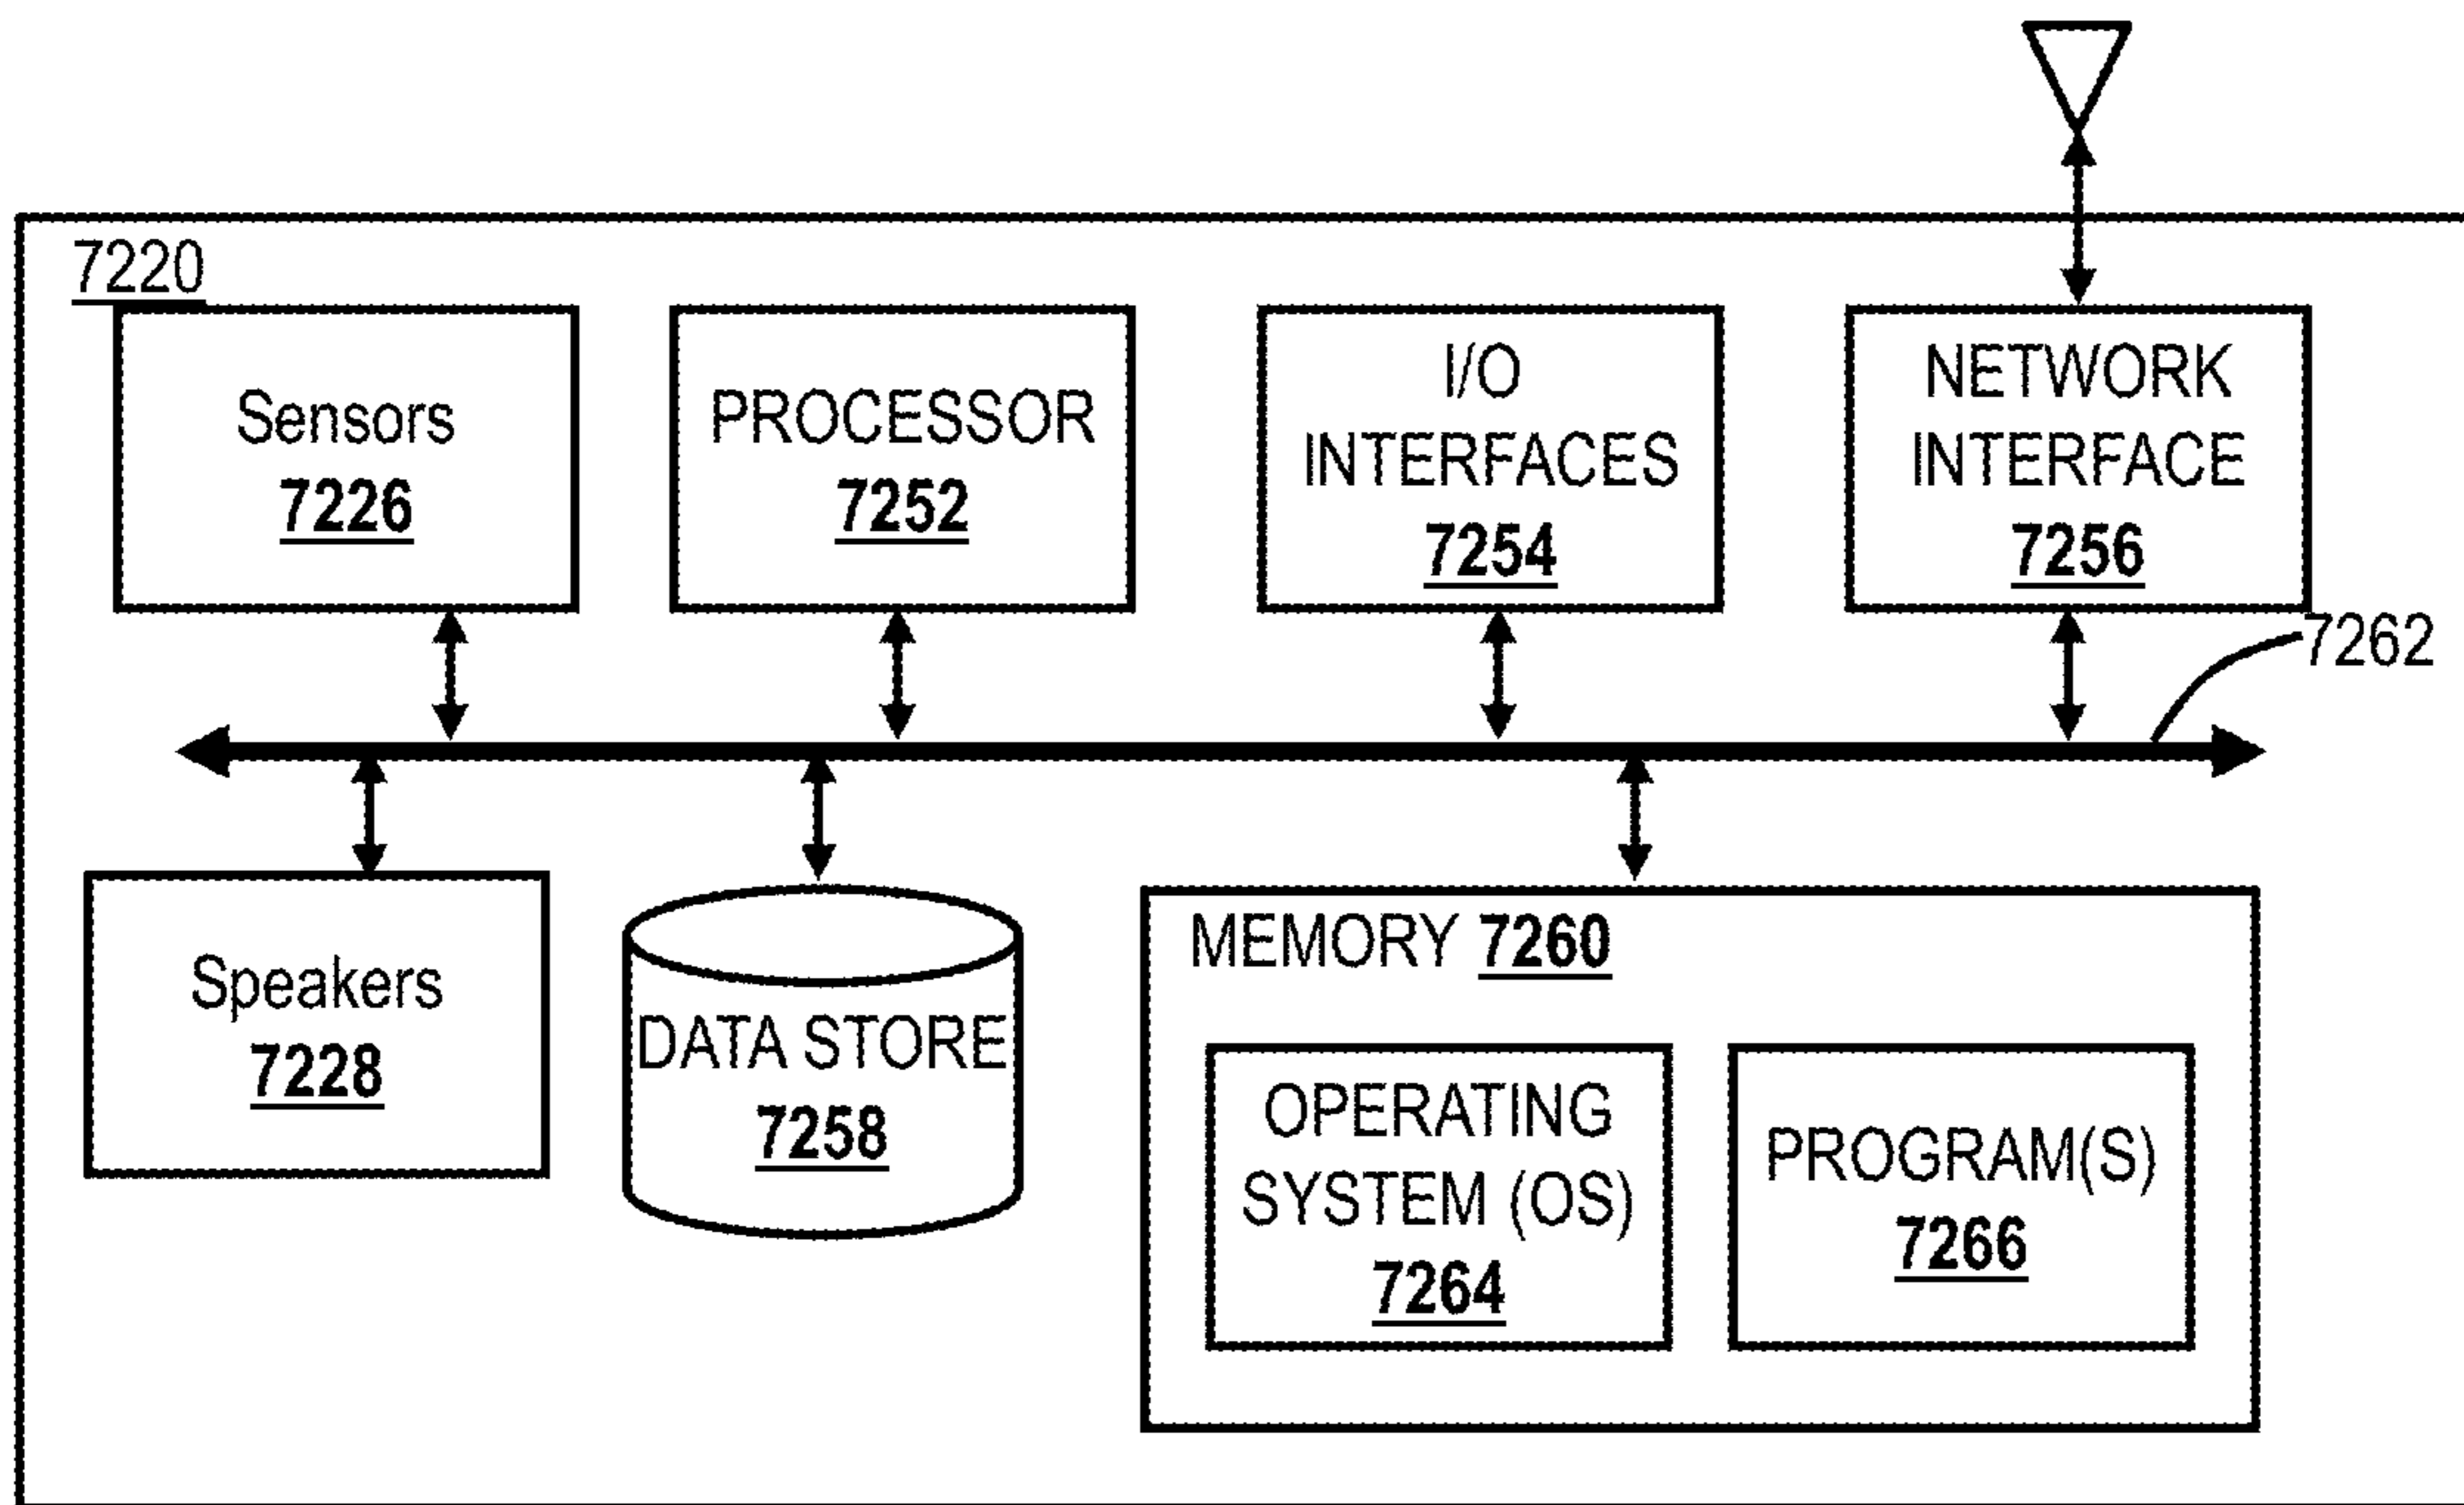 7220
Sensors
7226
PROCESSOR
7252
I/O
INTERFACES
7254
NETWORK
INTERFACE
7256
7262
Speakers
7228
DATA STORE
7258
MEMORY 7260
OPERATING
SYSTEM (OS)
7264
PROGRAM(S)
7266